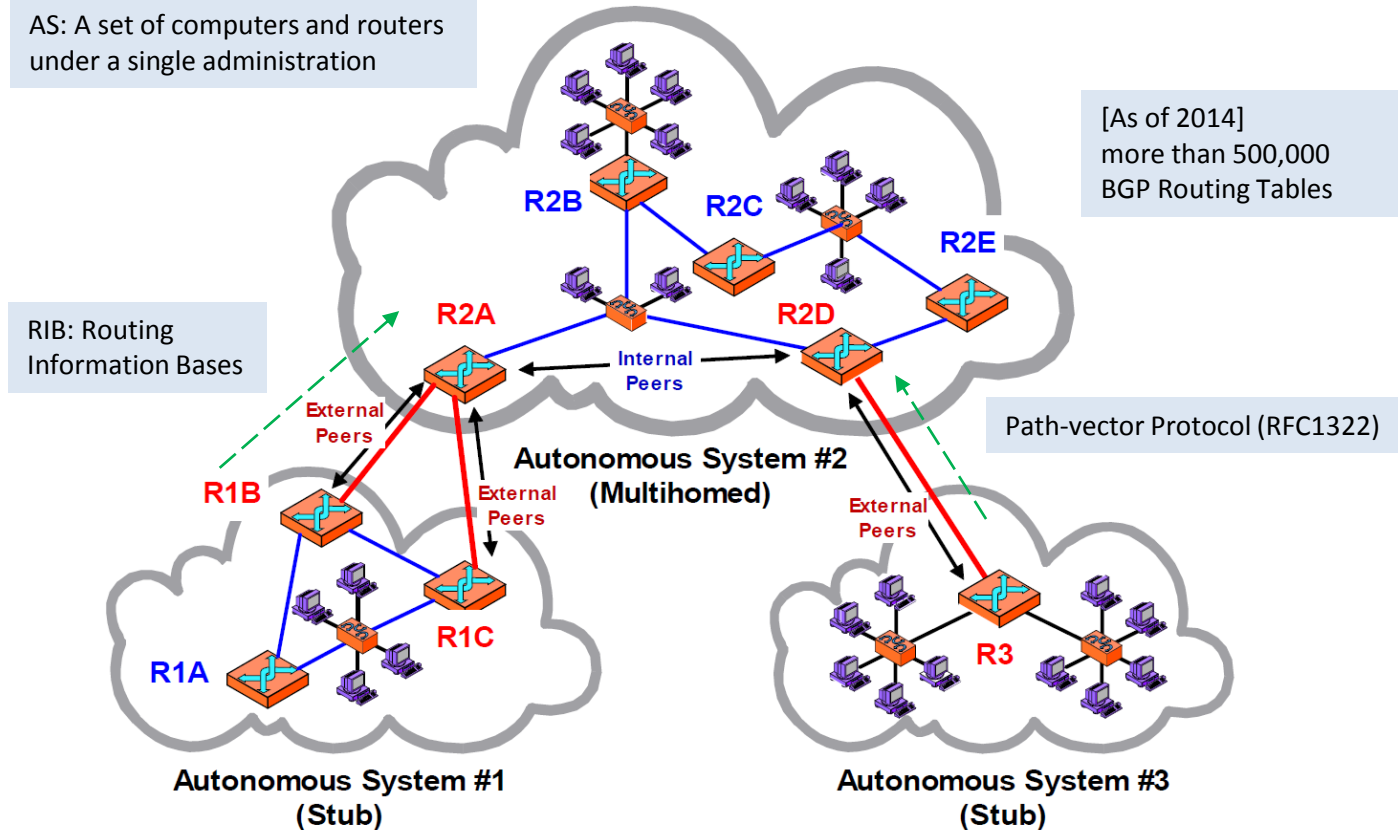 AS: A set of computers and routers
under a single administration
[As of 2014]
more than 500,000
BGP Routing Tables
R2B
R2C
R2E
RIB: Routing
Information Bases
R2A
R2D
Internal
Peers
External
Peers
Path-vector Protocol (RFC1322)
Autonomous System #2
(Multihomed)
R1B
External
Peers
External
Peers
R1C
R1A
R3
Autonomous System #1
(Stub)
Autonomous System #3
(Stub)